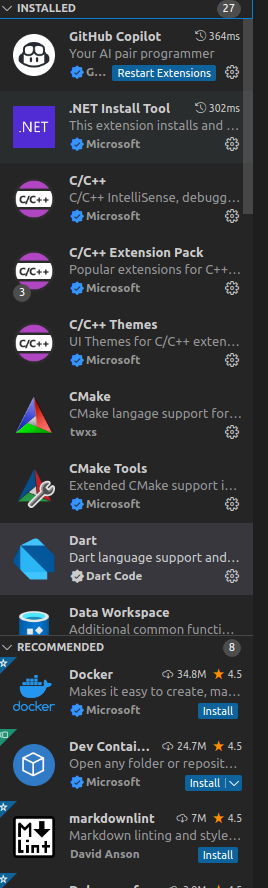 INSTALLED 27
GitHub Copilot 364ms
Your AI pair programmer
G... Restart Extensions
.NET
.NET Install Tool 302ms
This extension installs and ...
Microsoft
C/C++
C/C++
C/C++ IntelliSense, debugg...
Microsoft
C/C++
3
C/C++ Extension Pack
Popular extensions for C++...
Microsoft
C/C++
C/C++ Themes
UI Themes for C/C++ exten...
Microsoft
CMake
CMake langage support for...
twxs
CMake Tools
Extended CMake support i...
Microsoft
Dart
Dart language support and...
Dart Code
Data Workspace
Additional common functi...
RECOMMENDED 8
docker
Docker 34.8M 4.5
Makes it easy to create, ma...
Microsoft Install
Dev Contai... 24.7M 4.5
Open any folder or reposit...
Microsoft Install
M
Lint
markdownlint 7M 4.5
Markdown linting and style...
David Anson Install